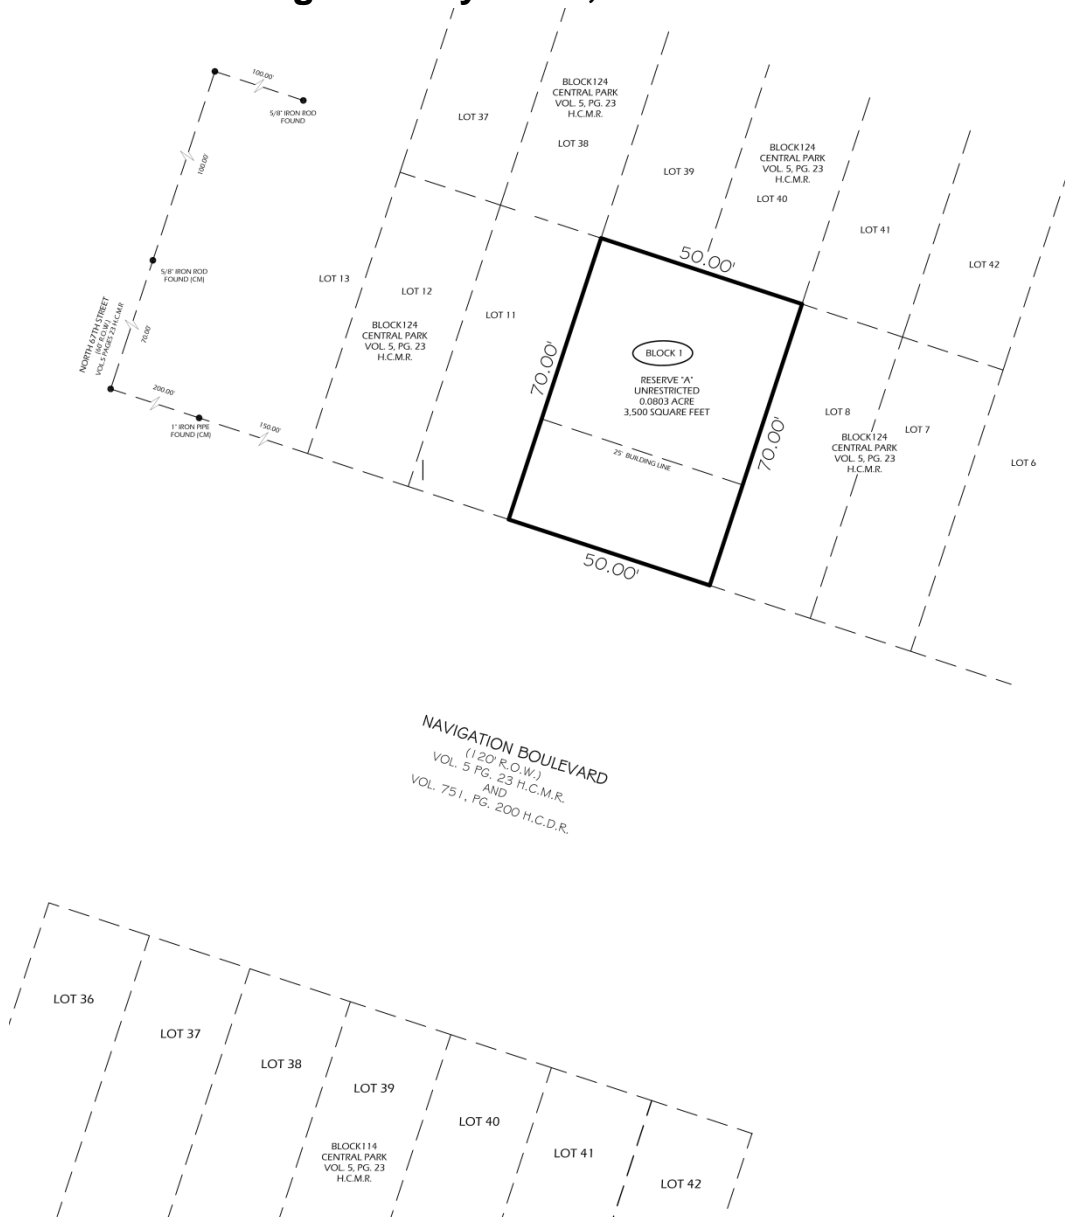 100.00'
5/8" IRON ROD
FOUND
100.00'
5/8" IRON ROD
FOUND (CM)
NORTH 67TH STREET
(60' R.O.W.)
VOL.5 PAGES 23 H.C.M.R
70.00'
200.00'
1" IRON PIPE
FOUND (CM)
150.00'
LOT 37
BLOCK124
CENTRAL PARK
VOL. 5, PG. 23
H.C.M.R.
LOT 38
LOT 39
BLOCK124
CENTRAL PARK
VOL. 5, PG. 23
H.C.M.R.
LOT 40
LOT 41
LOT 42
LOT 13
LOT 12
BLOCK124
CENTRAL PARK
VOL. 5, PG. 23
H.C.M.R.
LOT 11
50.00'
70.00'
BLOCK 1
RESERVE "A"
UNRESTRICTED
0.0803 ACRE
3,500 SQUARE FEET
25' BUILDING LINE
70.00'
50.00'
LOT 8
LOT 7
BLOCK124
CENTRAL PARK
VOL. 5, PG. 23
H.C.M.R.
LOT 6
NAVIGATION BOULEVARD
(120' R.O.W.)
VOL. 5 PG. 23 H.C.M.R.
AND
VOL. 751, PG. 200 H.C.D.R.
LOT 36
LOT 37
LOT 38
LOT 39
LOT 40
LOT 41
LOT 42
BLOCK114
CENTRAL PARK
VOL. 5, PG. 23
H.C.M.R.